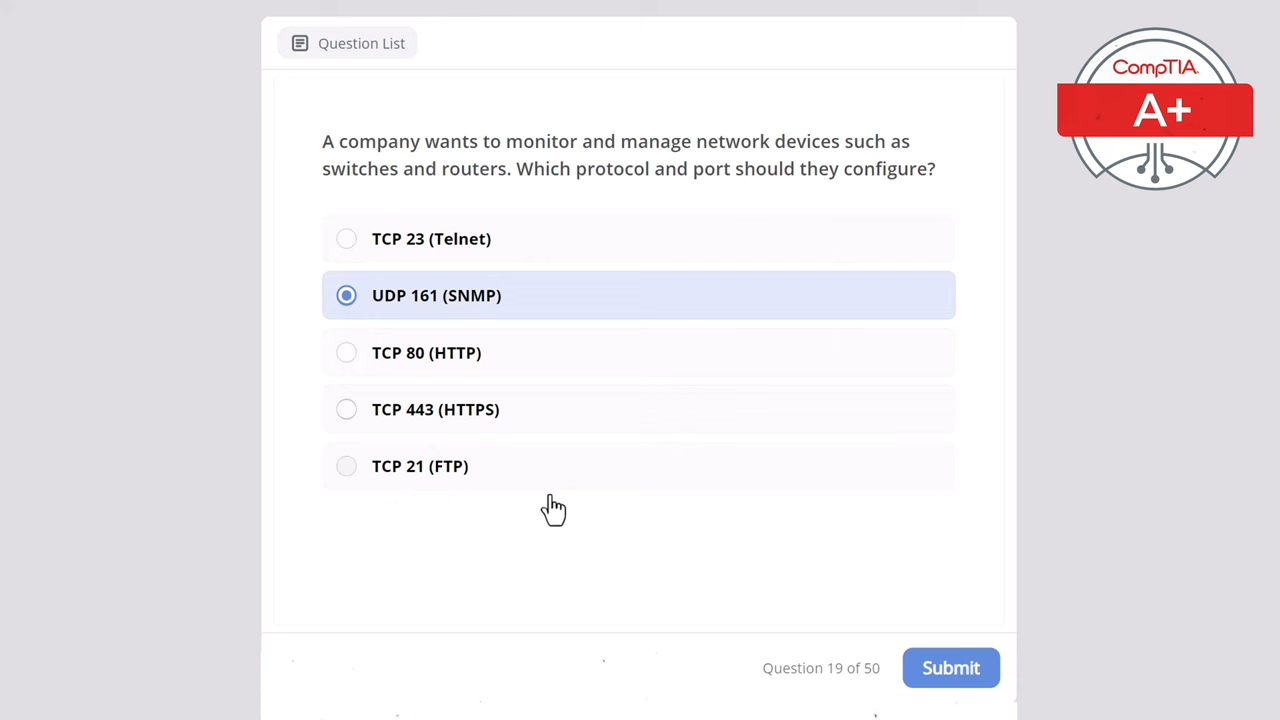 Question List
CompTIA.
A+
A company wants to monitor and manage network devices such as
switches and routers. Which protocol and port should they configure?
TCP 23 (Telnet)
UDP 161 (SNMP)
TCP 80 (HTTP)
TCP 443 (HTTPS)
TCP 21 (FTP)
Question 19 of 50
Submit